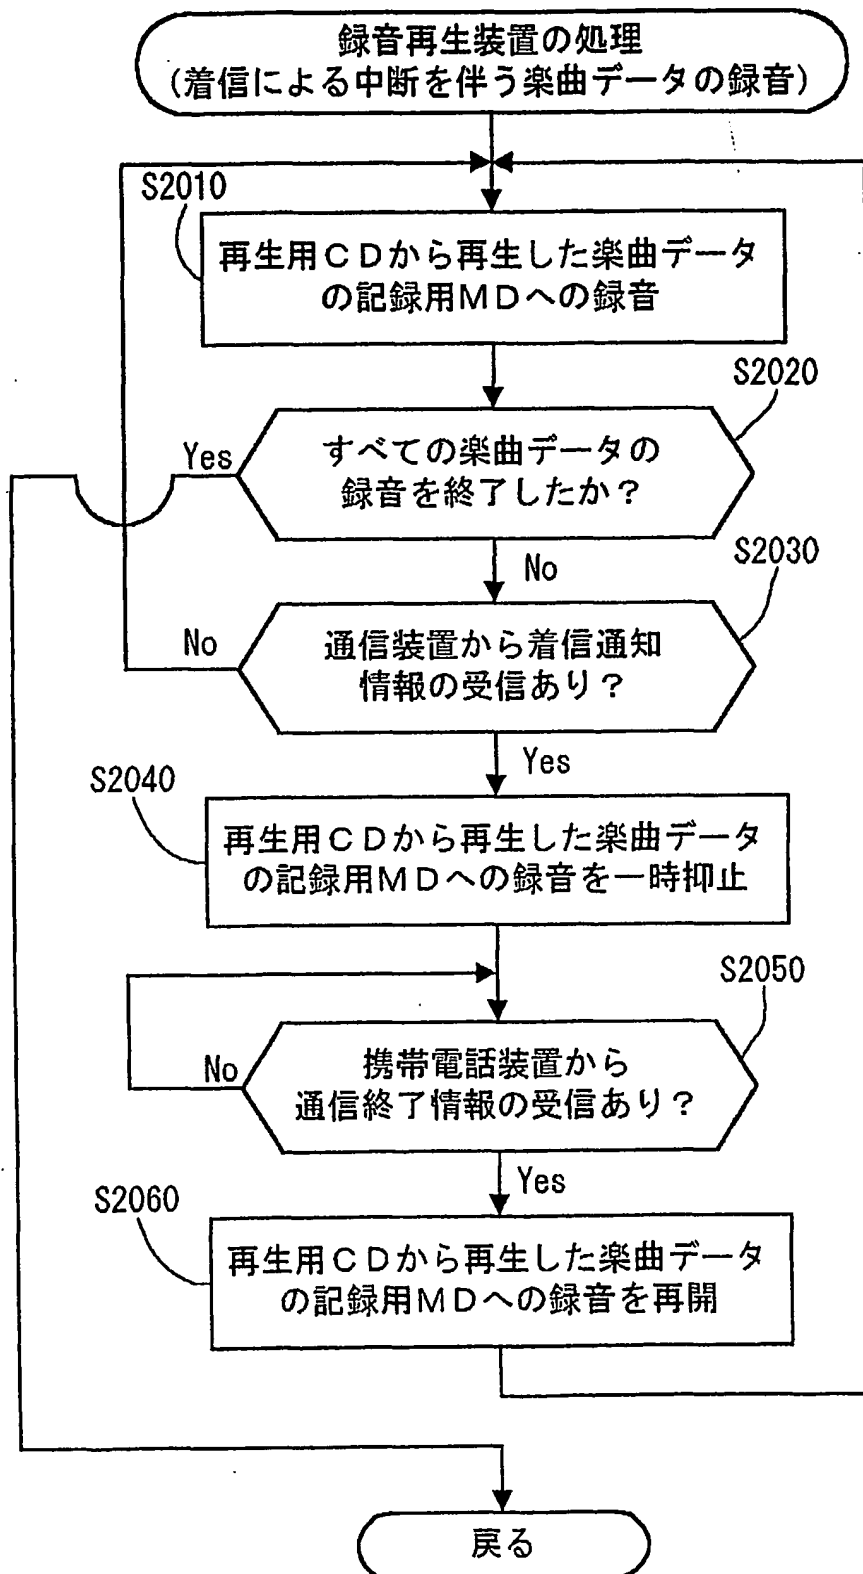 録音再生装置の処理
(着信による中断を伴う楽曲データの録音)
S2010
再生用CDから再生した楽曲データ
の記録用MDへの録音
S2020
Yes
すべての楽曲データの
録音を終了したか？
No
S2030
No
通信装置から着信通知
情報の受信あり？
Yes
S2040
再生用CDから再生した楽曲データ
の記録用MDへの録音を一時抑止
S2050
No
携帯電話装置から
通信終了情報の受信あり？
Yes
S2060
再生用CDから再生した楽曲データ
の記録用MDへの録音を再開
戻る